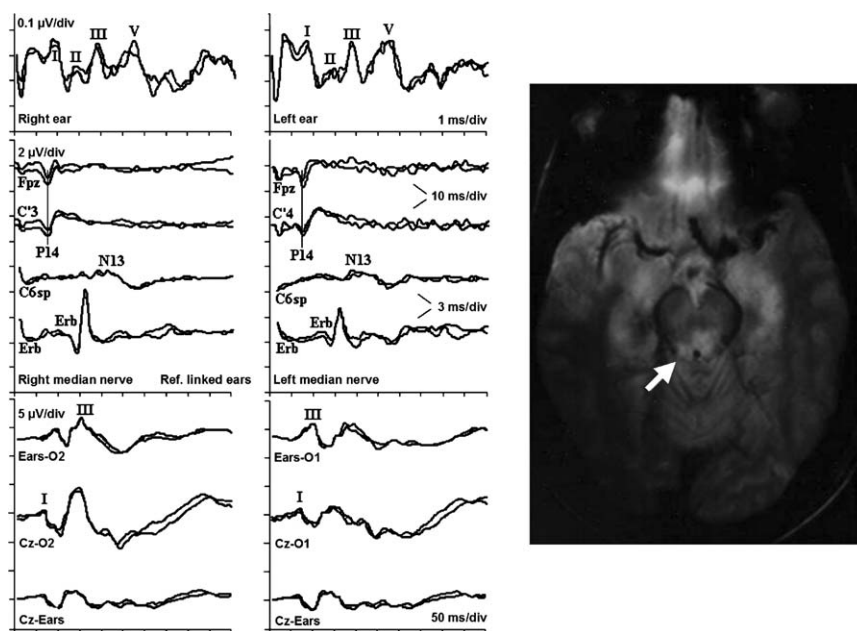 0.1 µV/div
I
II
III
V
Right ear
I
II
III
V
Left ear
1 ms/div
2 µV/div
Fpz
C'3
P14
N13
C6sp
Erb
Erb
Right median nerve
Ref. linked ears
Fpz
10 ms/div
C'4
P14
N13
C6sp
3 ms/div
Erb
Erb
Left median nerve
5 µV/div
III
Ears-O2
I
Cz-O2
Cz-Ears
III
Ears-O1
I
Cz-O1
Cz-Ears
50 ms/div